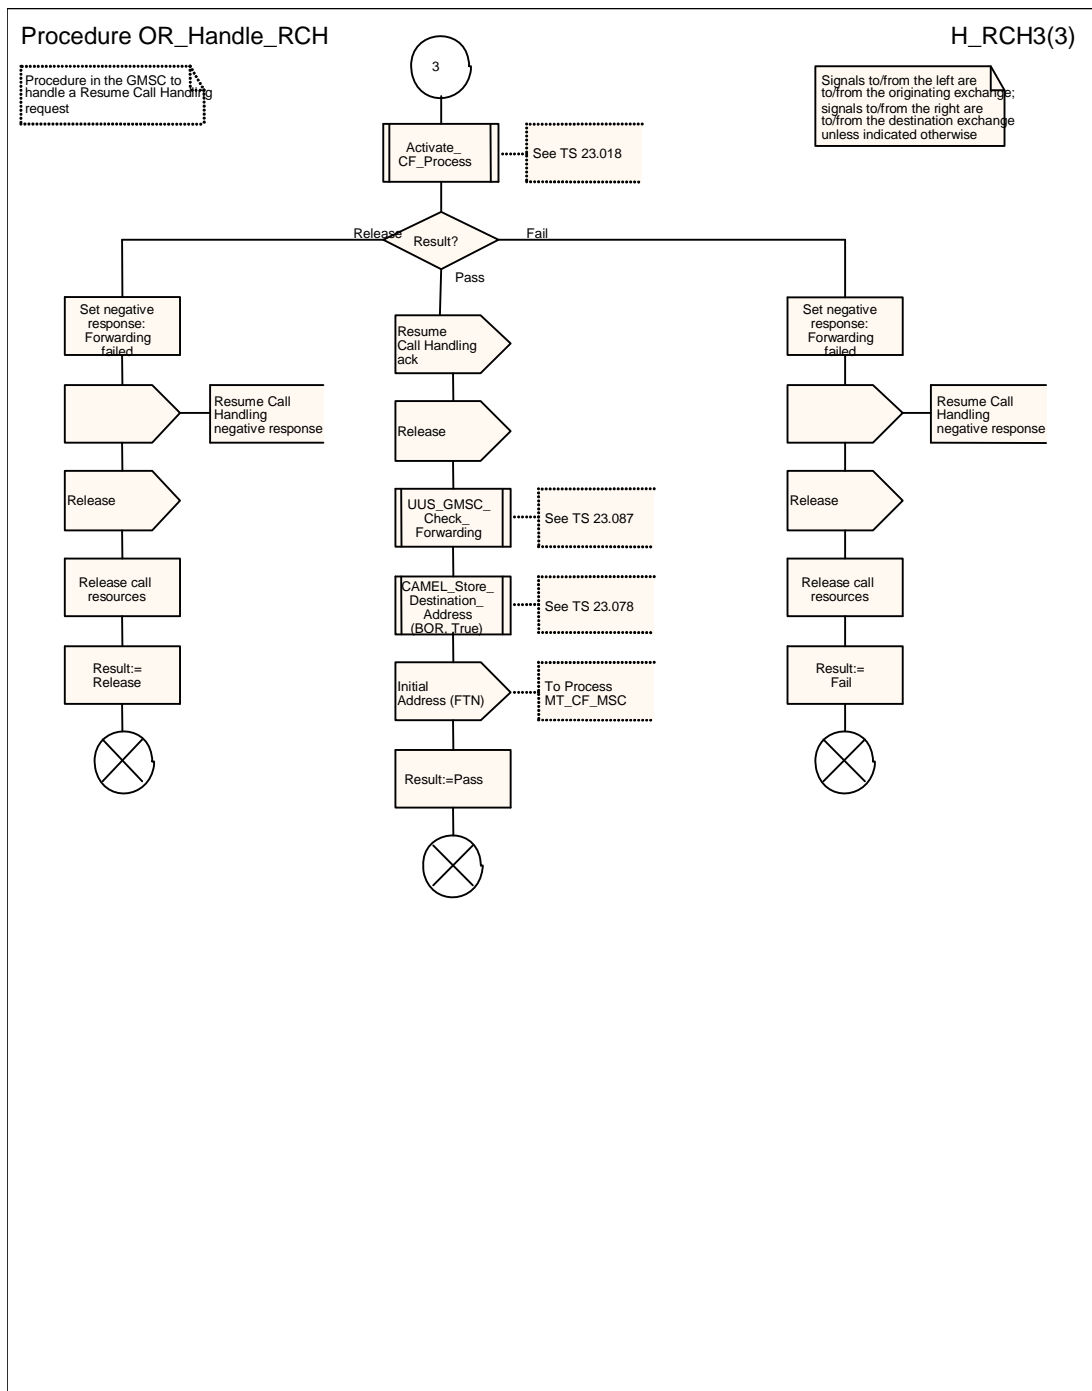 Procedure OR_Handle_RCH
H_RCH3(3)
Procedure in the GMSC to
handle a Resume Call Handling
request
3
Signals to/from the left are
to/from the originating exchange;
signals to/from the right are
to/from the destination exchange
unless indicated otherwise
Activate_
CF_Process
See TS 23.018
Release
Result?
Fail
Pass
Set negative
response:
Forwarding
failed
Resume Call
Handling
negative response
Release
Release call
resources
Result:=
Release
Resume
Call Handling
ack
Release
UUS_GMSC_
Check_
Forwarding
See TS 23.087
CAMEL_Store_
Destination_
Address
(BOR, True)
See TS 23.078
Initial
Address (FTN)
To Process
MT_CF_MSC
Result:=Pass
Set negative
response:
Forwarding
failed
Resume Call
Handling
negative response
Release
Release call
resources
Result:=
Fail